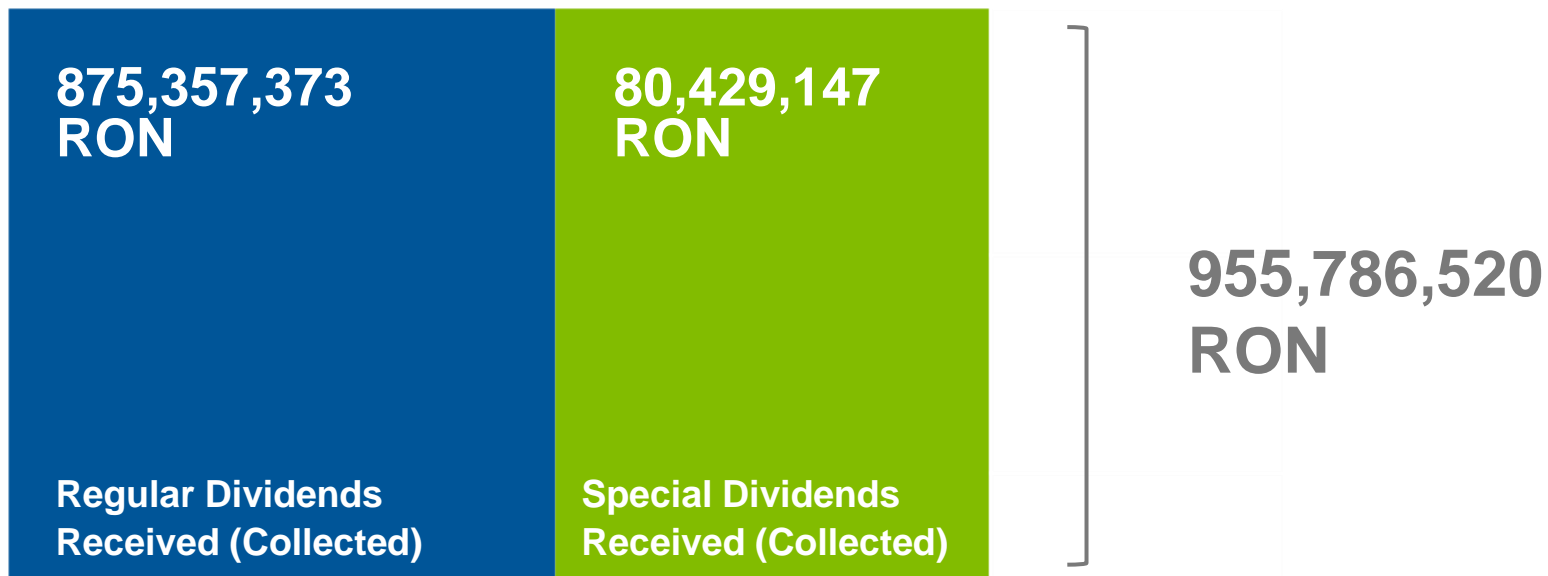 875,357,373
RON
Regular Dividends
Received (Collected)
80,429,147
RON
Special Dividends
Received (Collected)
955,786,520
RON